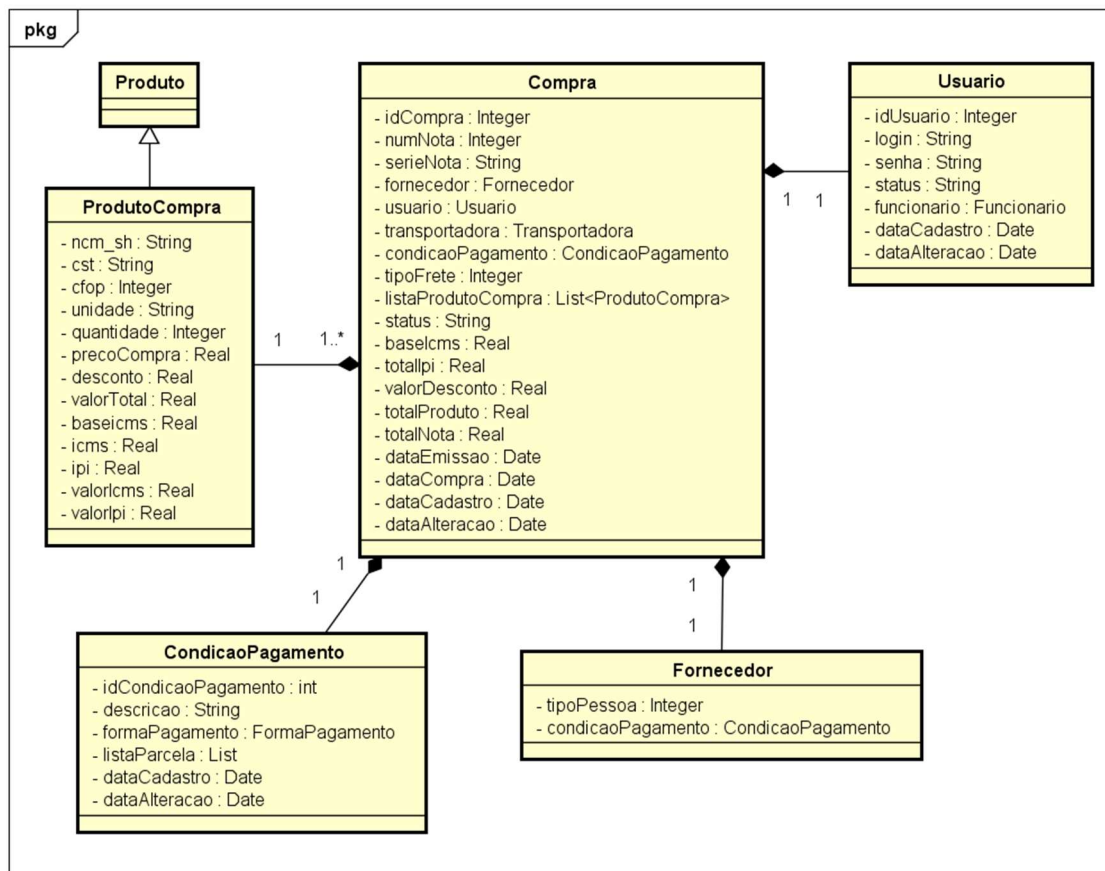 pkg
Produto
ProdutoCompra
- ncm_sh : String
- cst : String
- cfop : Integer
- unidade : String
- quantidade : Integer
- precoCompra : Real
- desconto : Real
- valorTotal : Real
- baseicms : Real
- icms : Real
- ipi : Real
- valorIcms : Real
- valorIpi : Real
1
1..*
Compra
- idCompra : Integer
- numNota : Integer
- serieNota : String
- fornecedor : Fornecedor
- usuario : Usuario
- transportadora : Transportadora
- condicaoPagamento : CondicaoPagamento
- tipoFrete : Integer
- listaProdutoCompra : List<ProdutoCompra>
- status : String
- baseIcms : Real
- totalIpi : Real
- valorDesconto : Real
- totalProduto : Real
- totalNota : Real
- dataEmissao : Date
- dataCompra : Date
- dataCadastro : Date
- dataAlteracao : Date
1
1
Usuario
- idUsuario : Integer
- login : String
- senha : String
- status : String
- funcionario : Funcionario
- dataCadastro : Date
- dataAlteracao : Date
1
1
CondicaoPagamento
- idCondicaoPagamento : int
- descricao : String
- formaPagamento : FormaPagamento
- listaParcela : List
- dataCadastro : Date
- dataAlteracao : Date
1
1
Fornecedor
- tipoPessoa : Integer
- condicaoPagamento : CondicaoPagamento